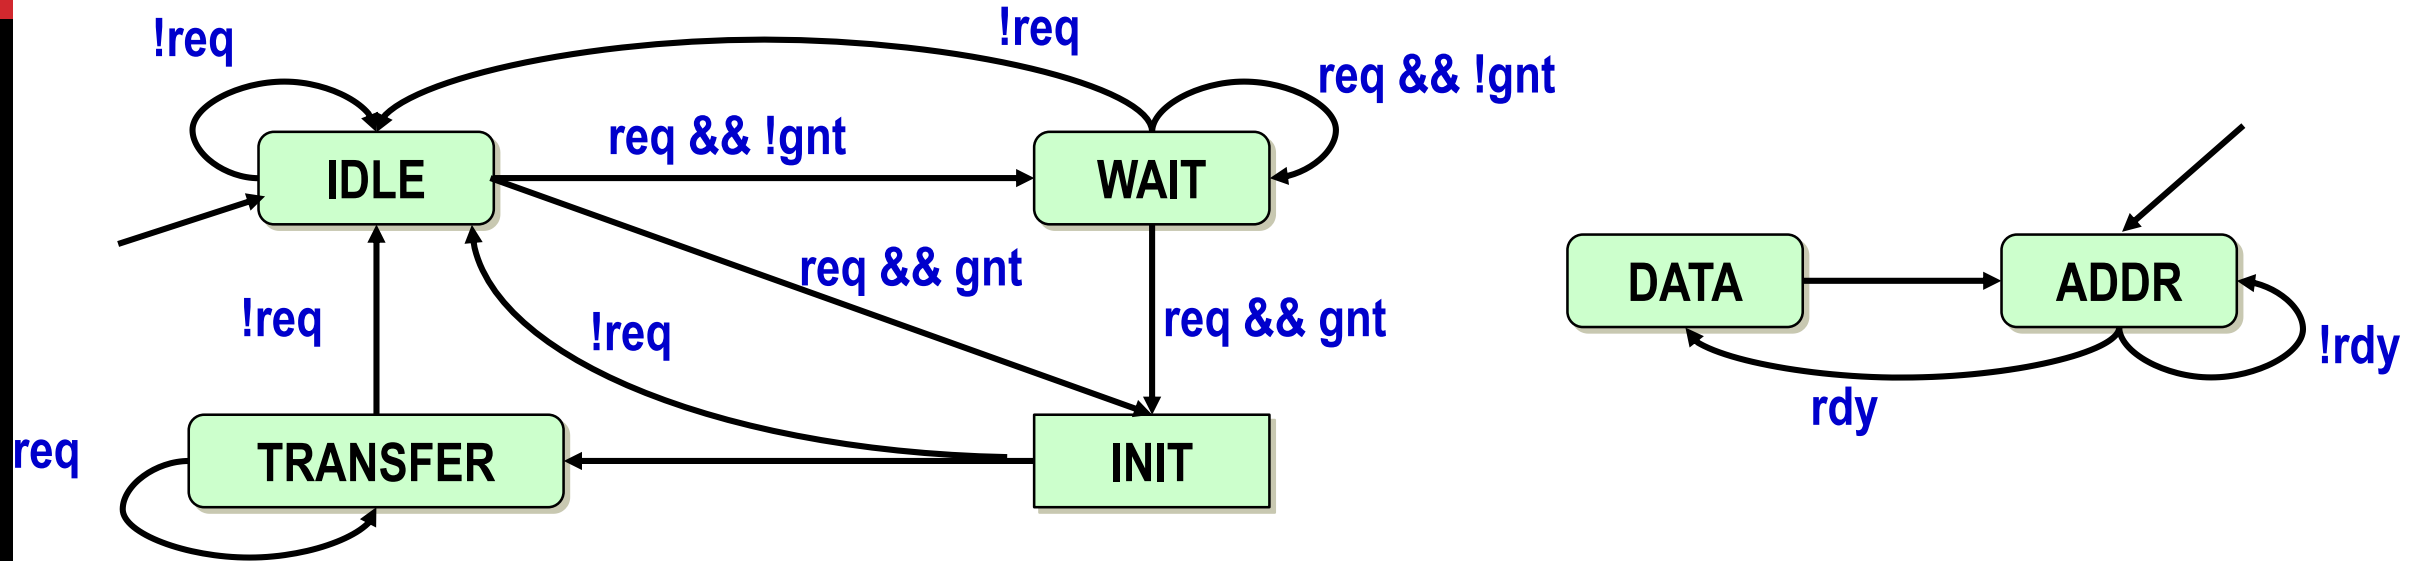 !req
!req
req && !gnt
req && !gnt
IDLE
WAIT
req && gnt
DATA
ADDR
!req
!req
req && gnt
!rdy
rdy
req
TRANSFER
INIT